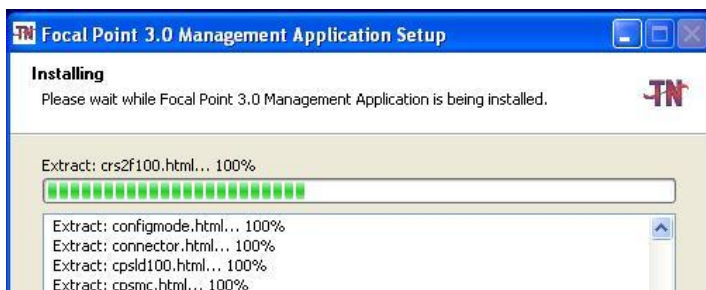 TN Focal Point 3.0 Management Application Setup
Installing
Please wait while Focal Point 3.0 Management Application is being installed.
TN
Extract: crs2f100.html... 100%
Extract: configmode.html... 100%
Extract: connector.html... 100%
Extract: cpsld100.html... 100%
Extract: cpsmc.html... 100%